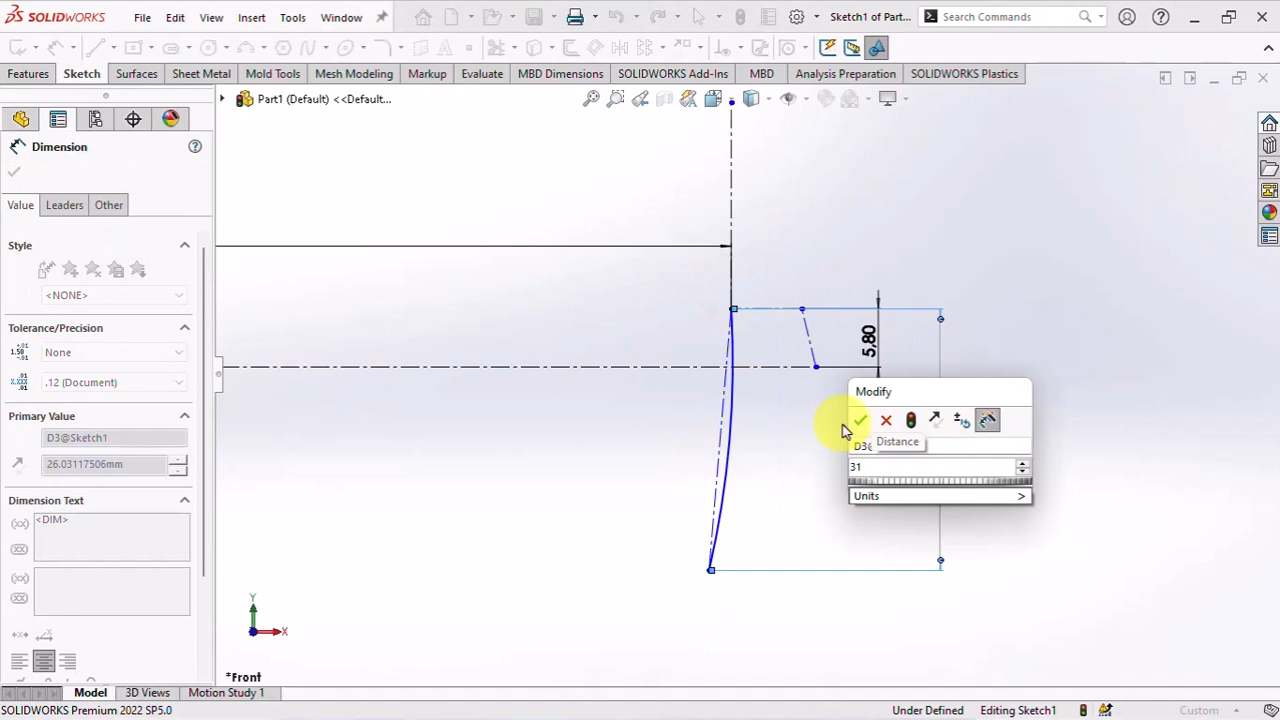 SOLIDWORKS File Edit View Insert Tools Window Sketch1 of Part... Search Commands
Features Sketch Surfaces Sheet Metal Mold Tools Mesh Modeling Markup Evaluate MBD Dimensions SOLIDWORKS Add-Ins MBD Analysis Preparation SOLIDWORKS Plastics
Part1 (Default) <<Default...
Dimension
Value Leaders Other
Style
<NONE>
Tolerance/Precision
1.50 None
.12 (Document)
Primary Value
D3@Sketch1
26.03117506mm
Dimension Text
<DIM>
5,80
Modify
Distance
31
Units >
Y
X
*Front
Model 3D Views Motion Study 1
SOLIDWORKS Premium 2022 SP5.0 Under Defined Editing Sketch1 Custom